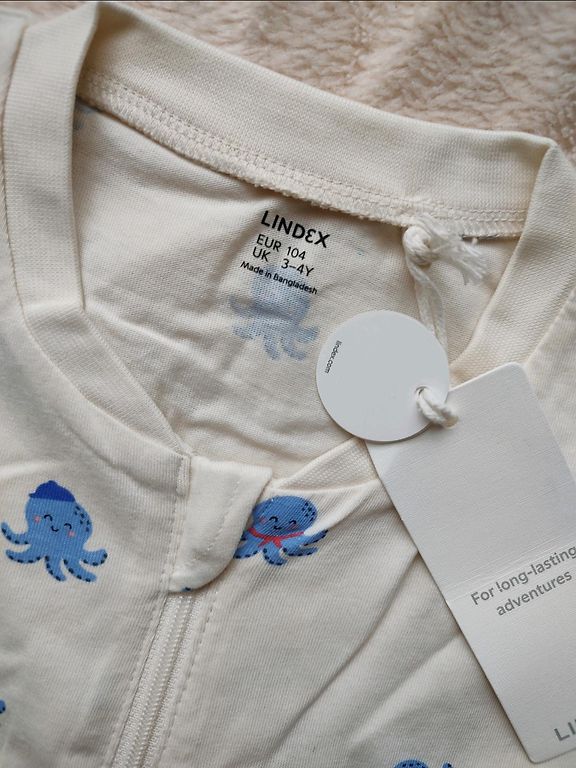 LINDEX
EUR 104
UK 3-4Y
Made in Bangladesh
lindex.com
For long-lasting
adventures